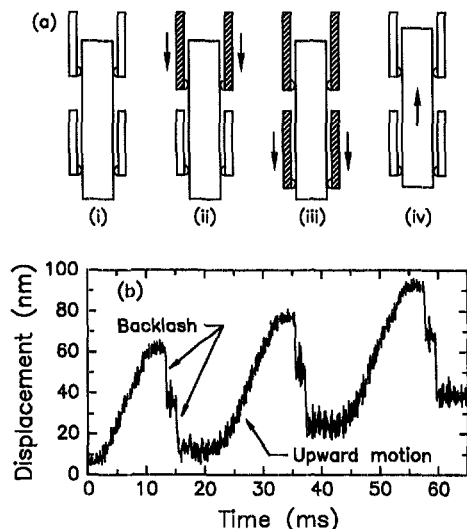 (a)
(i) (ii) (iii) (iv)
(b)
Displacement (nm)
100
80
60
40
20
0
Backlash
Upward motion
0 10 20 30 40 50 60
Time (ms)